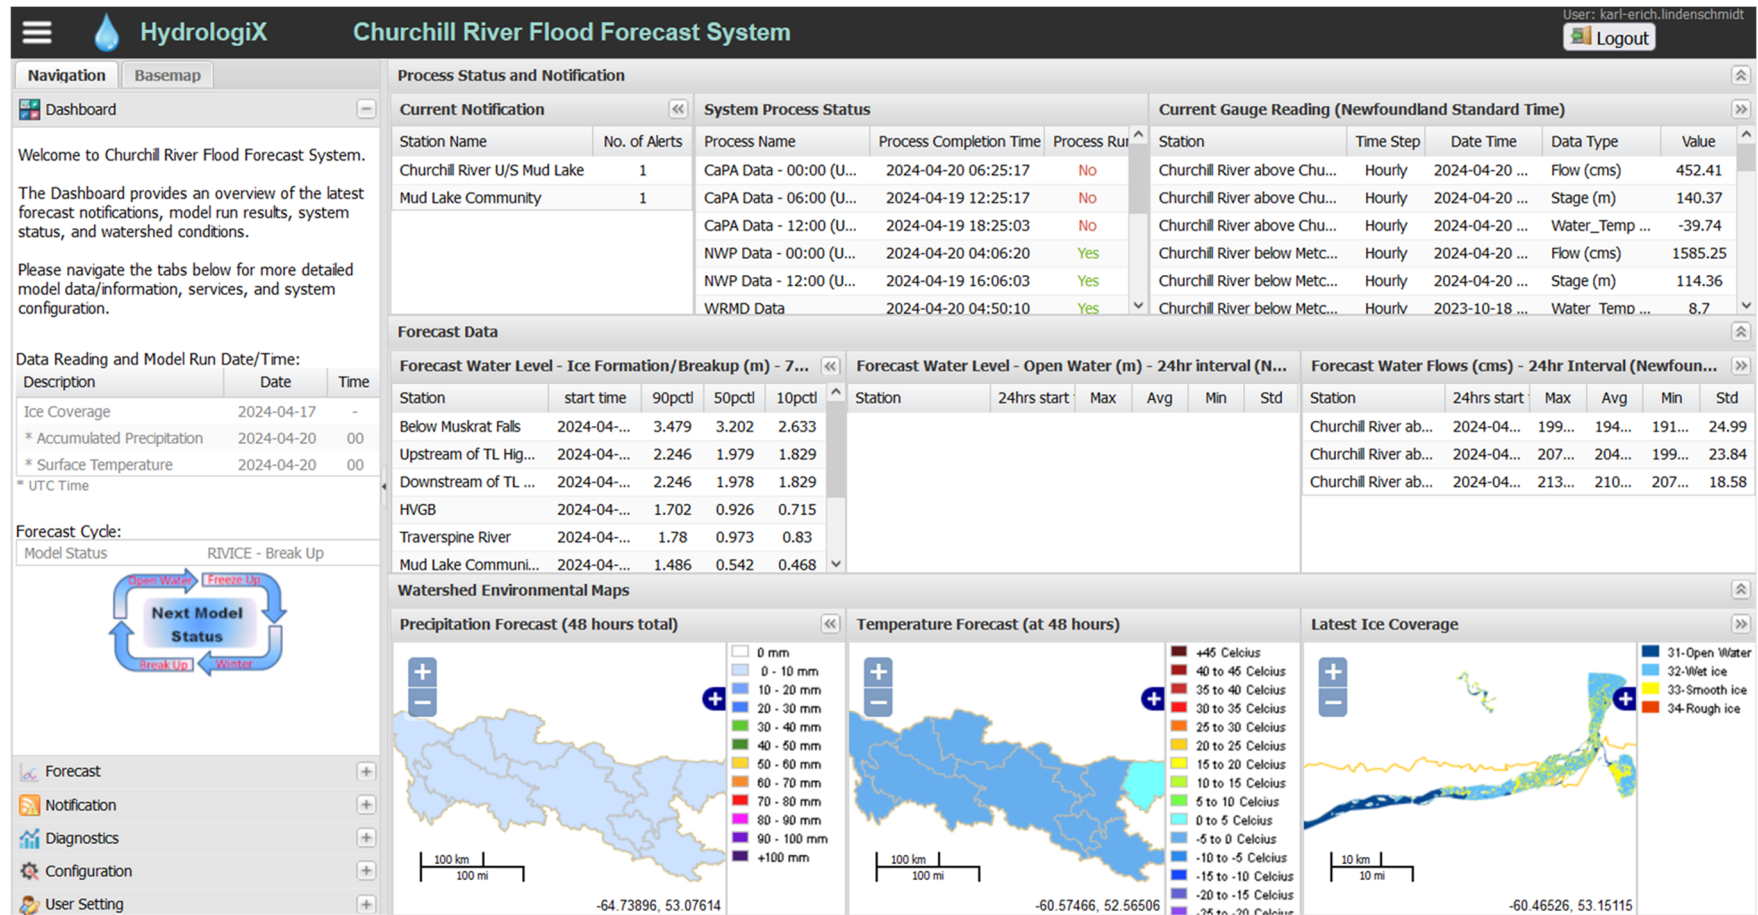 User: karl-erich.lindenschmidt
HydrologiX Churchill River Flood Forecast System
Logout
Navigation Basemap
Dashboard
Welcome to Churchill River Flood Forecast System.
The Dashboard provides an overview of the latest
forecast notifications, model run results, system
status, and watershed conditions.
Please navigate the tabs below for more detailed
model data/information, services, and system
configuration.
Data Reading and Model Run Date/Time:
Description Date Time
Ice Coverage 2024-04-17 -
* Accumulated Precipitation 2024-04-20 00
* Surface Temperature 2024-04-20 00
* UTC Time
Forecast Cycle:
Model Status RIVICE - Break Up
Open Water Freeze Up
Next Model
Status
Break Up Winter
Forecast
Notification
Diagnostics
Configuration
User Setting
Process Status and Notification
Current Notification
Station Name No. of Alerts
Churchill River U/S Mud Lake 1
Mud Lake Community 1
System Process Status
Process Name Process Completion Time Process Rur
CaPA Data - 00:00 (U... 2024-04-20 06:25:17 No
CaPA Data - 06:00 (U... 2024-04-19 12:25:17 No
CaPA Data - 12:00 (U... 2024-04-19 18:25:03 No
NWP Data - 00:00 (U... 2024-04-20 04:06:20 Yes
NWP Data - 12:00 (U... 2024-04-19 16:06:03 Yes
WRMD Data 2024-04-20 04:50:10 Yes
Current Gauge Reading (Newfoundland Standard Time)
Station Time Step Date Time Data Type Value
Churchill River above Chu... Hourly 2024-04-20 ... Flow (cms) 452.41
Churchill River above Chu... Hourly 2024-04-20 ... Stage (m) 140.37
Churchill River above Chu... Hourly 2024-04-20 ... Water_Temp ... -39.74
Churchill River below Metc... Hourly 2024-04-20 ... Flow (cms) 1585.25
Churchill River below Metc... Hourly 2024-04-20 ... Stage (m) 114.36
Churchill River below Metc... Hourly 2023-10-18 ... Water Temp ... 8.7
Forecast Data
Forecast Water Level - Ice Formation/Breakup (m) - 7...
Station start time 90pctl 50pctl 10pctl
Below Muskrat Falls 2024-04-... 3.479 3.202 2.633
Upstream of TL Hig... 2024-04-... 2.246 1.979 1.829
Downstream of TL ... 2024-04-... 2.246 1.978 1.829
HVGB 2024-04-... 1.702 0.926 0.715
Traverspine River 2024-04-... 1.78 0.973 0.83
Mud Lake Communi... 2024-04-... 1.486 0.542 0.468
Forecast Water Level - Open Water (m) - 24hr interval (N...
Station 24hrs start Max Avg Min Std
Forecast Water Flows (cms) - 24hr Interval (Newfoun...
Station 24hrs start Max Avg Min Std
Churchill River ab... 2024-04... 199... 194... 191... 24.99
Churchill River ab... 2024-04... 207... 204... 199... 23.84
Churchill River ab... 2024-04... 213... 210... 207... 18.58
Watershed Environmental Maps
Precipitation Forecast (48 hours total)
0 mm
0 - 10 mm
10 - 20 mm
20 - 30 mm
30 - 40 mm
40 - 50 mm
50 - 60 mm
60 - 70 mm
70 - 80 mm
80 - 90 mm
90 - 100 mm
+100 mm
100 km
100 mi
-64.73896, 53.07614
Temperature Forecast (at 48 hours)
+45 Celcius
40 to 45 Celcius
35 to 40 Celcius
30 to 35 Celcius
25 to 30 Celcius
20 to 25 Celcius
15 to 20 Celcius
10 to 15 Celcius
5 to 10 Celcius
0 to 5 Celcius
-5 to 0 Celcius
-10 to -5 Celcius
-15 to -10 Celcius
-20 to -15 Celcius
-25 to -20 Celcius
100 km
100 mi
-60.57466, 52.56506
Latest Ice Coverage
31-Open Water
32-Wet ice
33-Smooth ice
34-Rough ice
10 km
10 mi
-60.46526, 53.15115